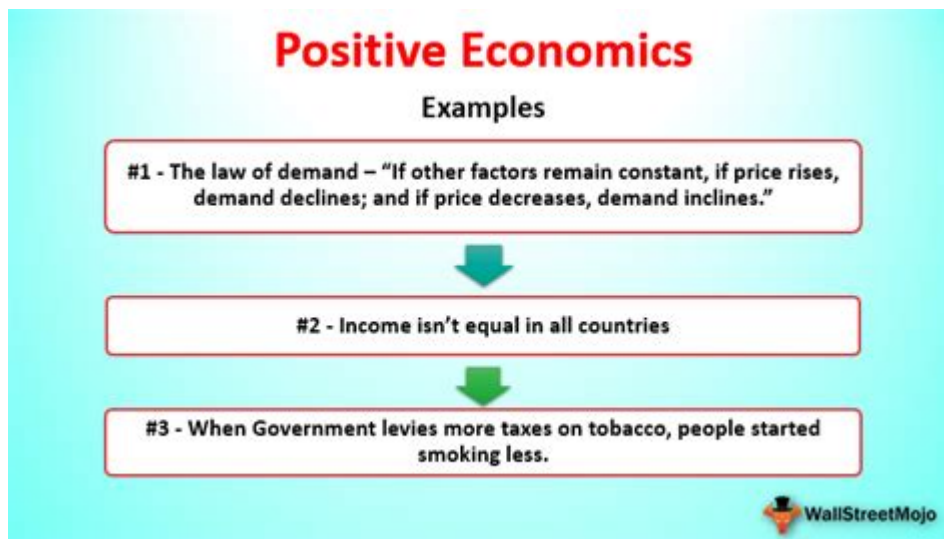 Positive Economics
Examples
#1 - The law of demand – “If other factors remain constant, if price rises,
demand declines; and if price decreases, demand inclines.”
#2 - Income isn’t equal in all countries
#3 - When Government levies more taxes on tobacco, people started
smoking less.
WallStreetMojo